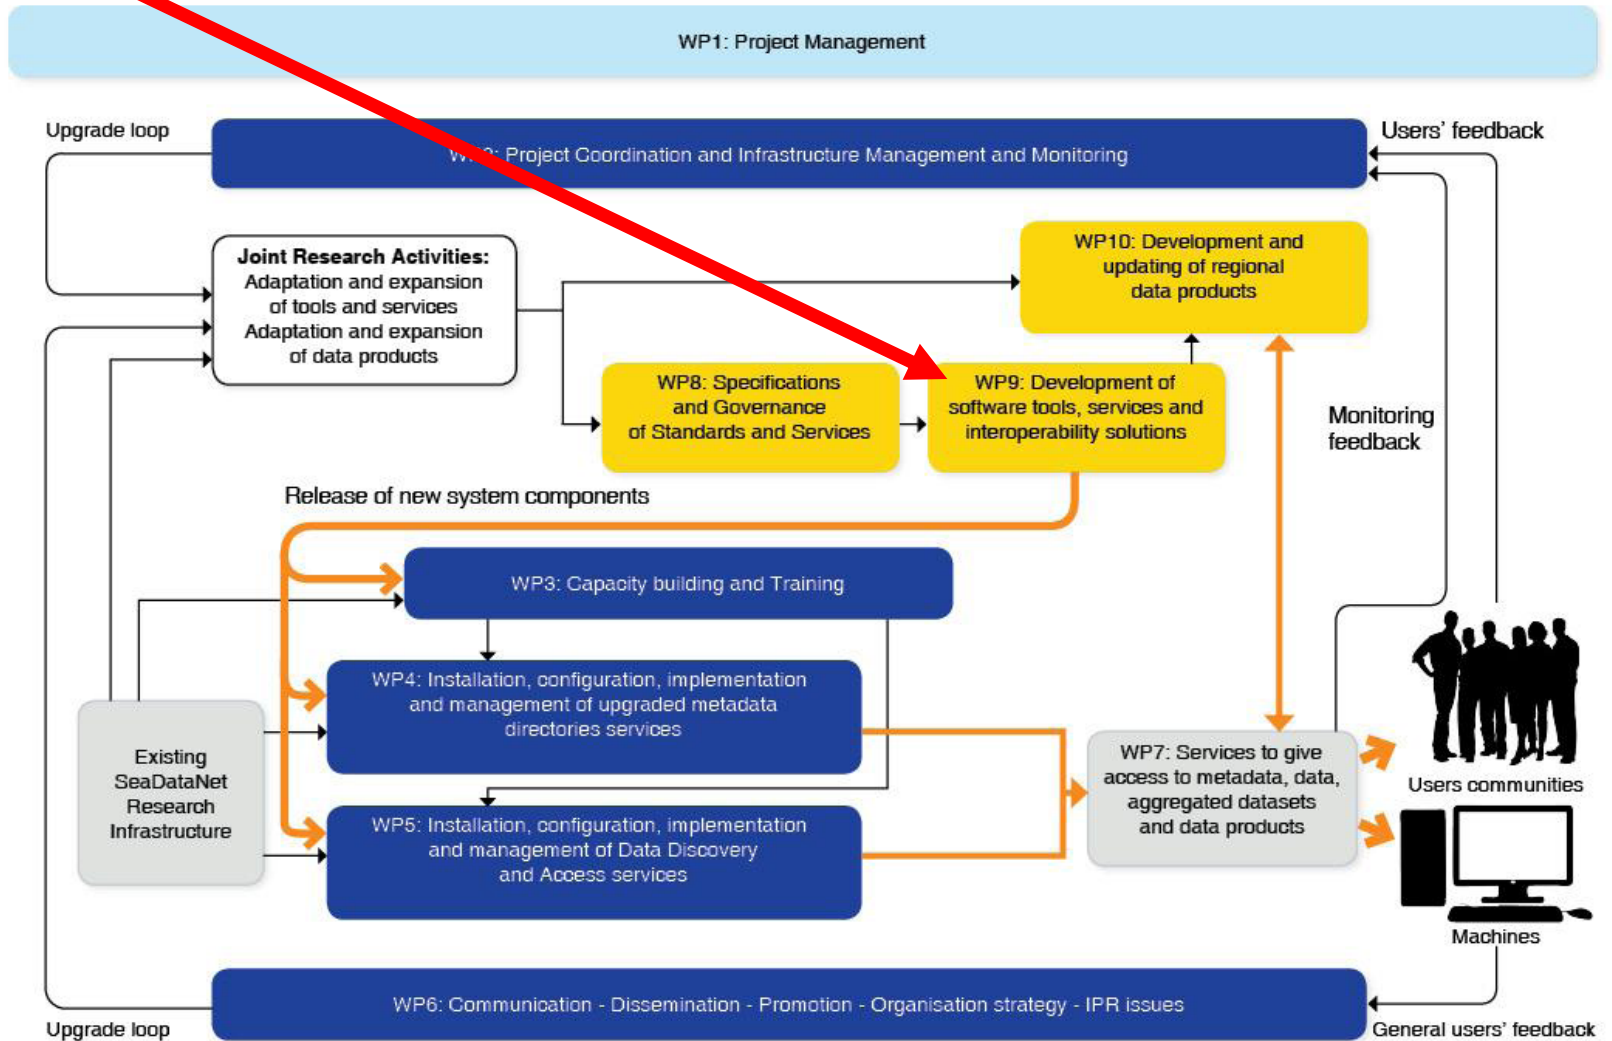 WP1: Project Management
Upgrade loop
Users' feedback
Project Coordination and Infrastructure Management and Monitoring
Joint Research Activities:
Adaptation and expansion
of tools and services
Adaptation and expansion
of data products
WP10: Development and
updating of regional
data products
WP8: Specifications
and Governance
of Standards and Services
WP9: Development of
software tools, services and
interoperability solutions
Monitoring
feedback
Release of new system components
WP3: Capacity building and Training
WP4: Installation, configuration, implementation
and management of upgraded metadata
directories services
Existing
SeaDataNet
Research
Infrastructure
WP5: Installation, configuration, implementation
and management of Data Discovery
and Access services
WP7: Services to give
access to metadata, data,
aggregated datasets
and data products
Users communities
Machines
WP6: Communication - Dissemination - Promotion - Organisation strategy - IPR issues
Upgrade loop
General users' feedback